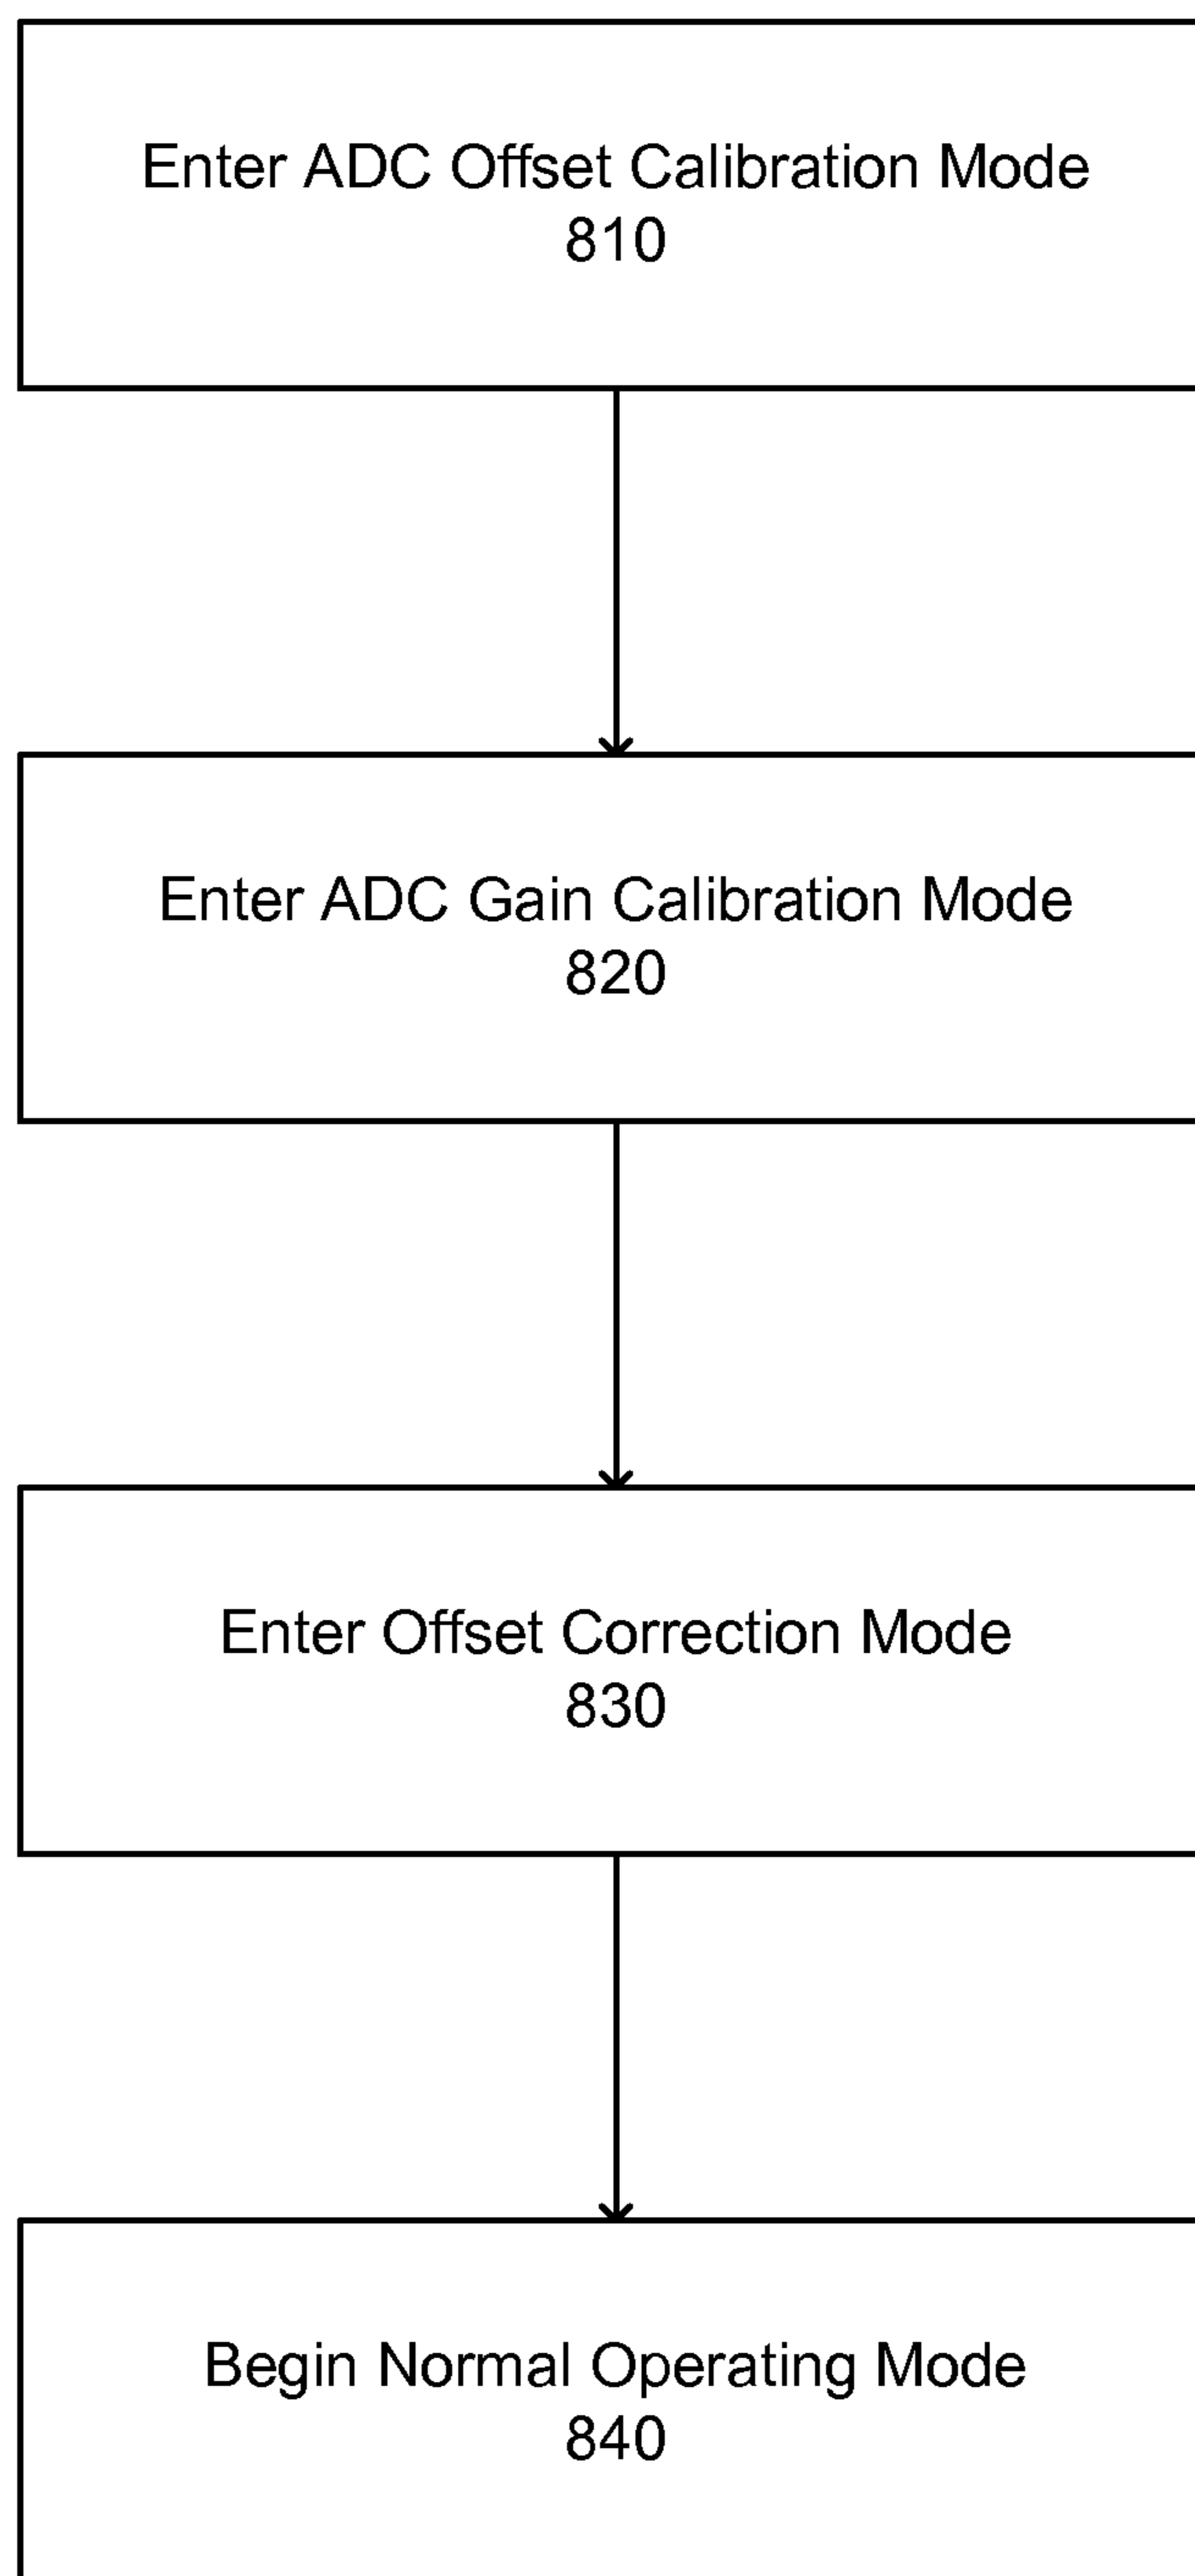 Enter ADC Offset Calibration Mode
810
Enter ADC Gain Calibration Mode
820
Enter Offset Correction Mode
830
Begin Normal Operating Mode
840